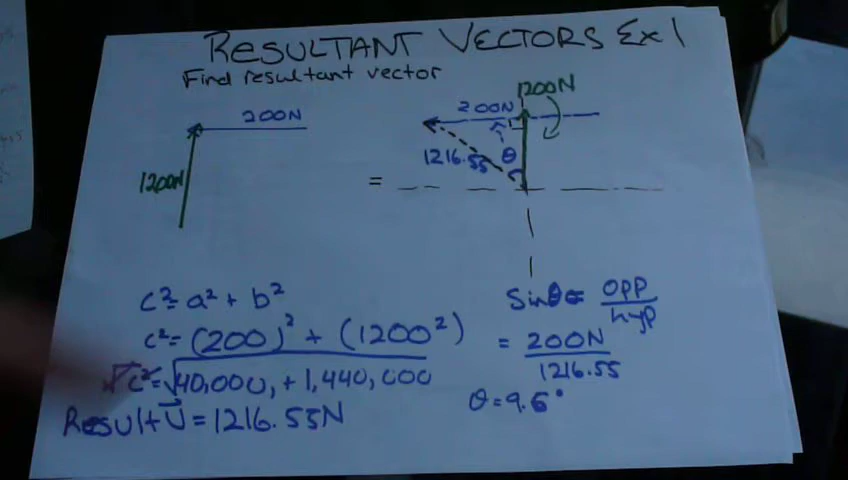 RESULTANT VECTORS Ex 1
Find resultant vector
200N
1200N
=
1200N
200N
1216.55
θ
c²= a² + b²
c²= (200)² + (1200²)
√c²= √40,000, + 1,440,000
Result U = 1216.55N
Sinθ = opp/hyp
= 200N/1216.55
θ = 9.6°